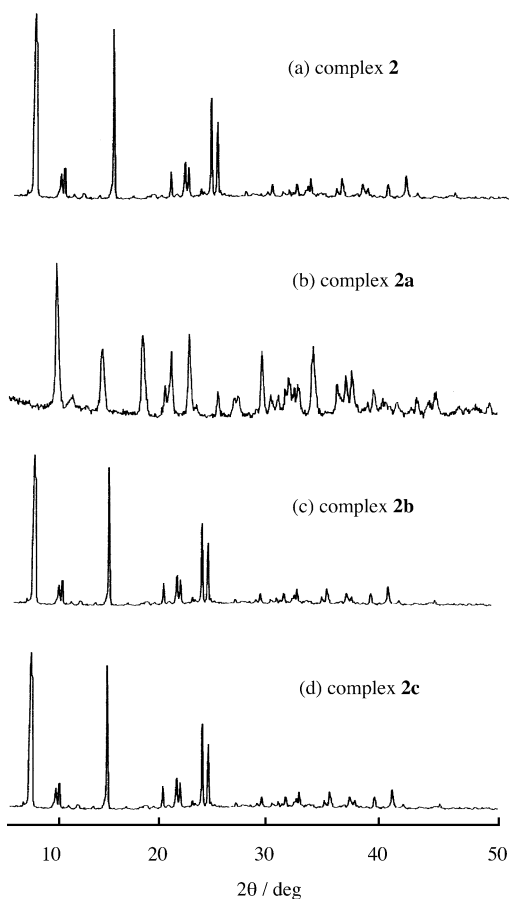 (a) complex 2
(b) complex 2a
(c) complex 2b
(d) complex 2c
10 20 30 40 50
2θ / deg